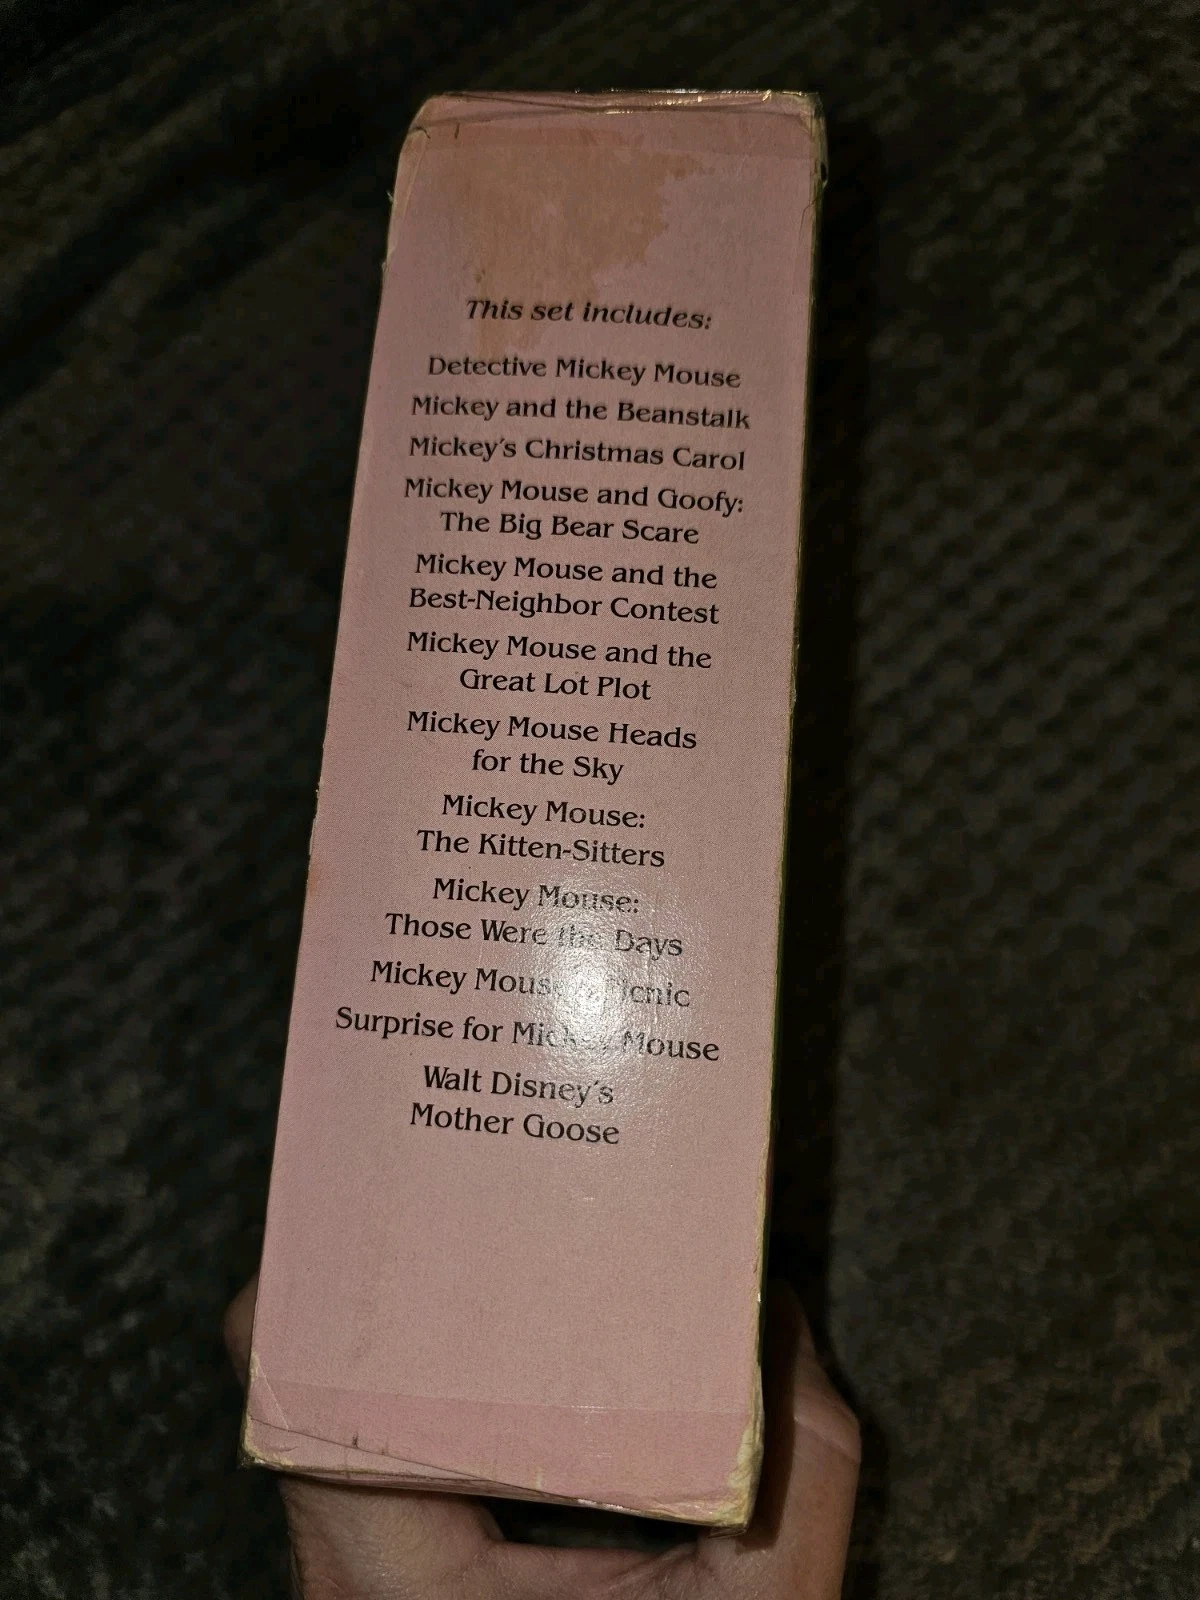 This set includes:
Detective Mickey Mouse
Mickey and the Beanstalk
Mickey's Christmas Carol
Mickey Mouse and Goofy:
The Big Bear Scare
Mickey Mouse and the
Best-Neighbor Contest
Mickey Mouse and the
Great Lot Plot
Mickey Mouse Heads
for the Sky
Mickey Mouse:
The Kitten-Sitters
Mickey Mouse:
Those Were the Days
Mickey Picnic
Surprise for Mickey Mouse
Walt Disney's
Mother Goose